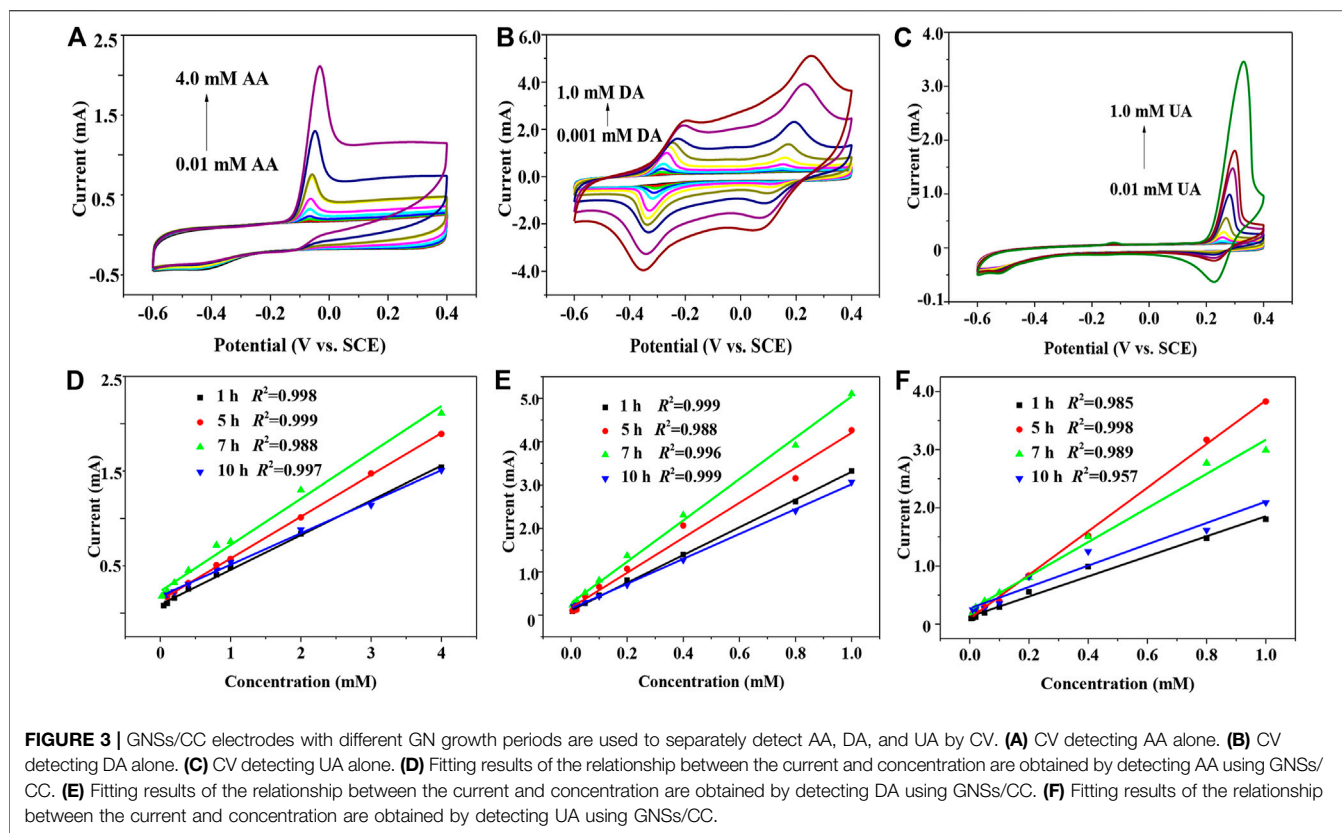 A
2.5
1.5
0.5
-0.5
Current (mA)
4.0 mM AA
0.01 mM AA
-0.6 -0.4 -0.2 0.0 0.2 0.4
Potential (V vs. SCE)
B
6.0
4.0
2.0
0.0
-2.0
-4.0
Current (mA)
1.0 mM DA
0.001 mM DA
-0.6 -0.4 -0.2 0.0 0.2 0.4
Potential (V vs. SCE)
C
4.0
3.0
2.0
1.0
0
-0.1
Current (mA)
1.0 mM UA
0.01 mM UA
-0.6 -0.4 -0.2 0.0 0.2 0.4
Potential (V vs. SCE)
D
2.5
1.5
0.5
Current (mA)
1 h R²=0.998
5 h R²=0.999
7 h R²=0.988
10 h R²=0.997
0 1 2 3 4
Concentration (mM)
E
5.0
4.0
3.0
2.0
1.0
0
Current (mA)
1 h R²=0.999
5 h R²=0.988
7 h R²=0.996
10 h R²=0.999
0.0 0.2 0.4 0.6 0.8 1.0
Concentration (mM)
F
4.0
3.0
2.0
1.0
0
Current (mA)
1 h R²=0.985
5 h R²=0.998
7 h R²=0.989
10 h R²=0.957
0.0 0.2 0.4 0.6 0.8 1.0
Concentration (mM)
FIGURE 3 | GNSs/CC electrodes with different GN growth periods are used to separately detect AA, DA, and UA by CV. (A) CV detecting AA alone. (B) CV
detecting DA alone. (C) CV detecting UA alone. (D) Fitting results of the relationship between the current and concentration are obtained by detecting AA using GNSs/
CC. (E) Fitting results of the relationship between the current and concentration are obtained by detecting DA using GNSs/CC. (F) Fitting results of the relationship
between the current and concentration are obtained by detecting UA using GNSs/CC.